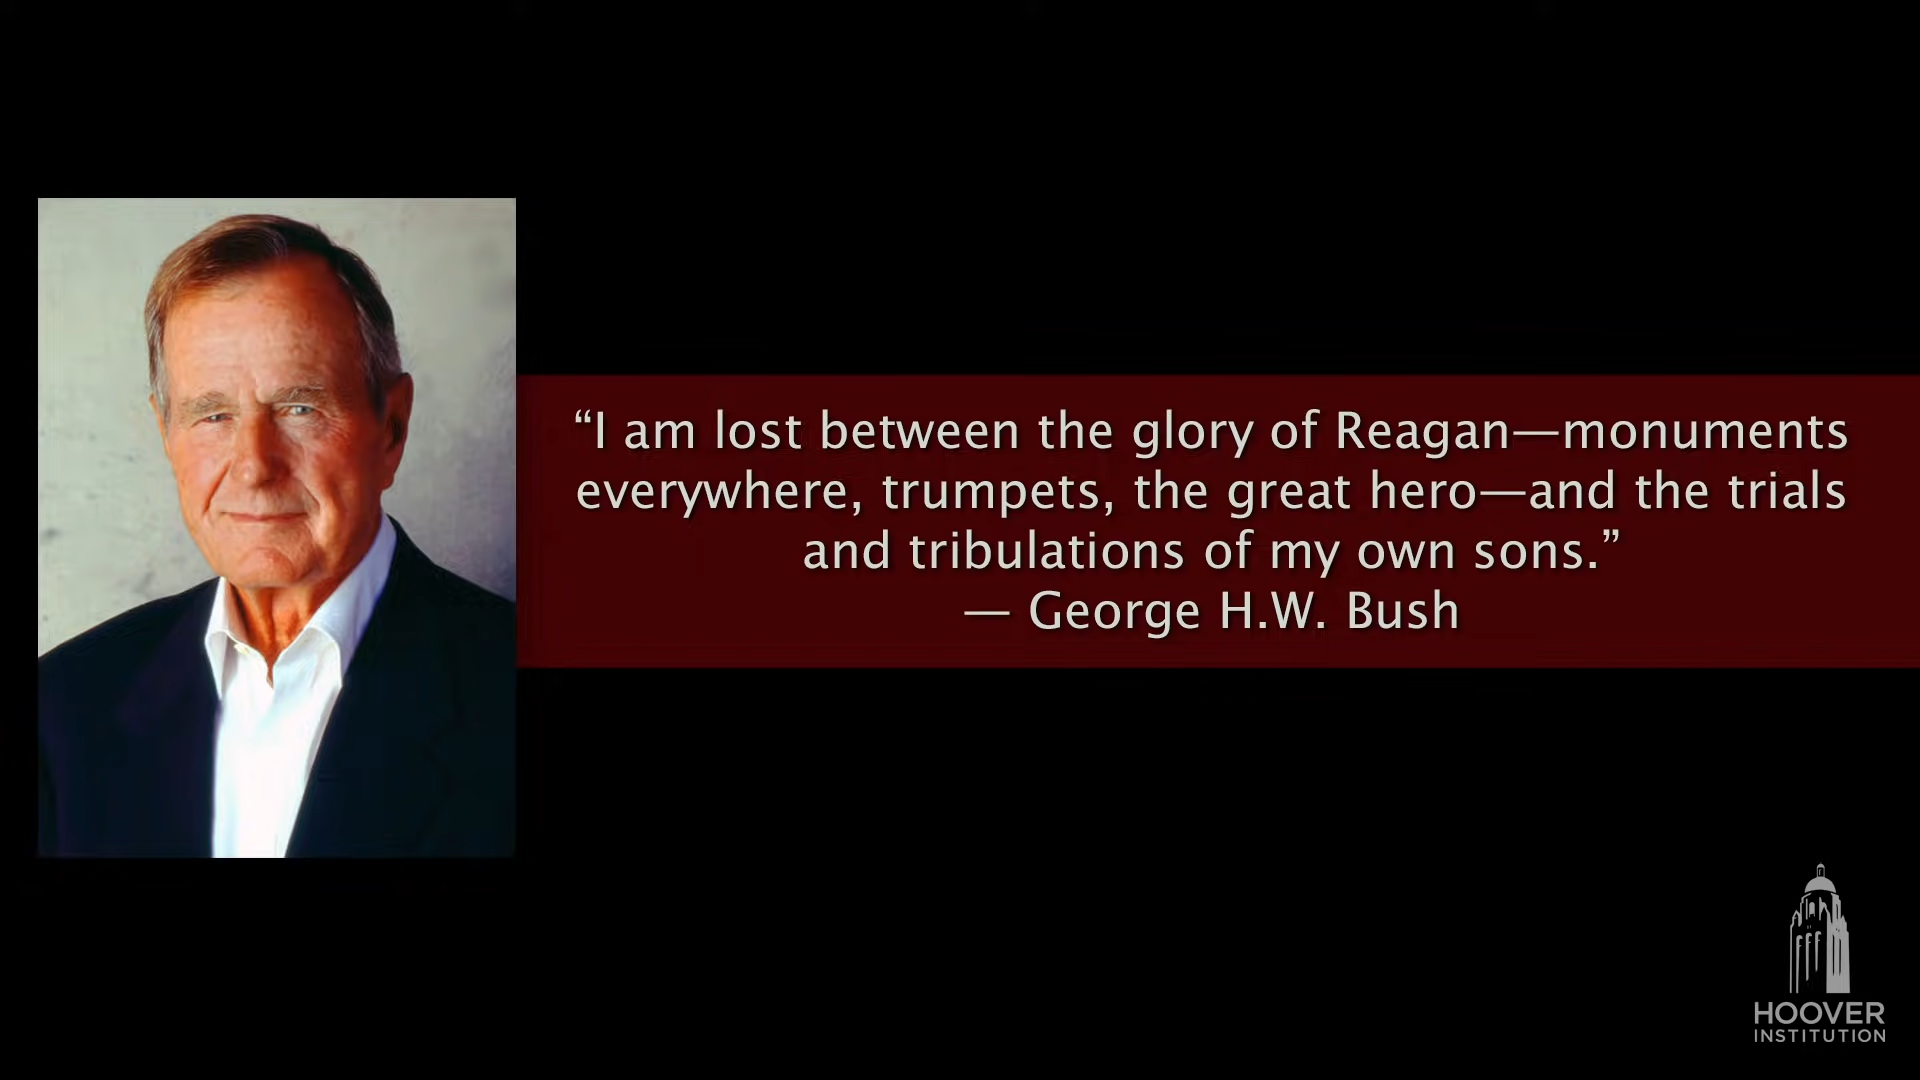 “I am lost between the glory of Reagan—monuments
everywhere, trumpets, the great hero—and the trials
and tribulations of my own sons.”
— George H.W. Bush
HOOVER
INSTITUTION